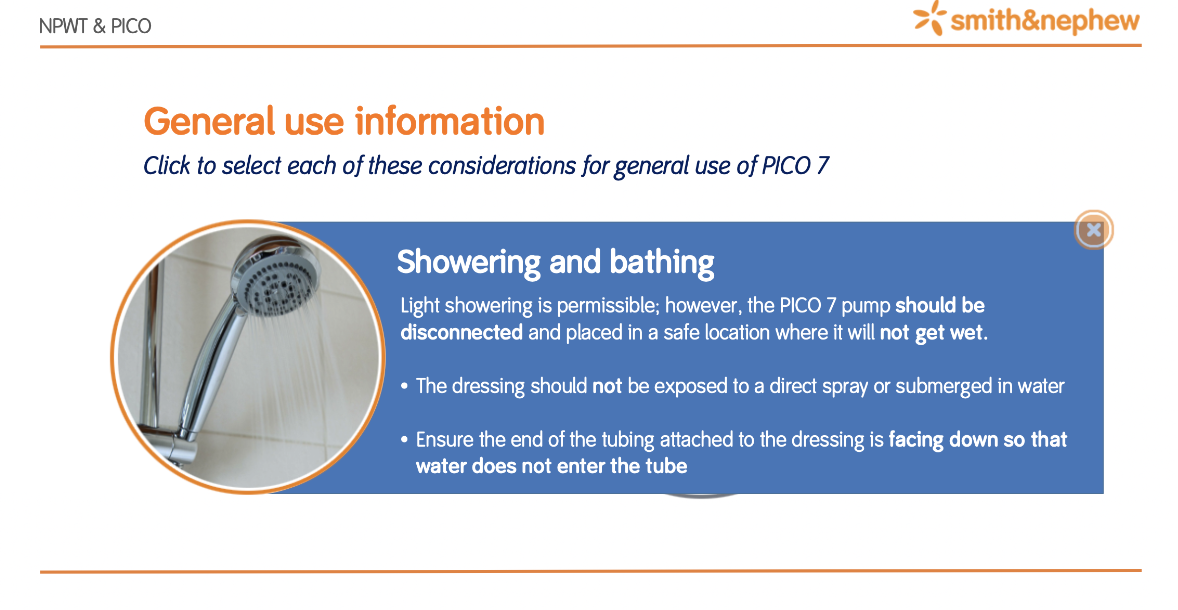 NPWT & PICO
smith&nephew
General use information
Click to select each of these considerations for general use of PICO 7
Showering and bathing
Light showering is permissible; however, the PICO 7 pump should be
disconnected and placed in a safe location where it will not get wet.
• The dressing should not be exposed to a direct spray or submerged in water
• Ensure the end of the tubing attached to the dressing is facing down so that
water does not enter the tube